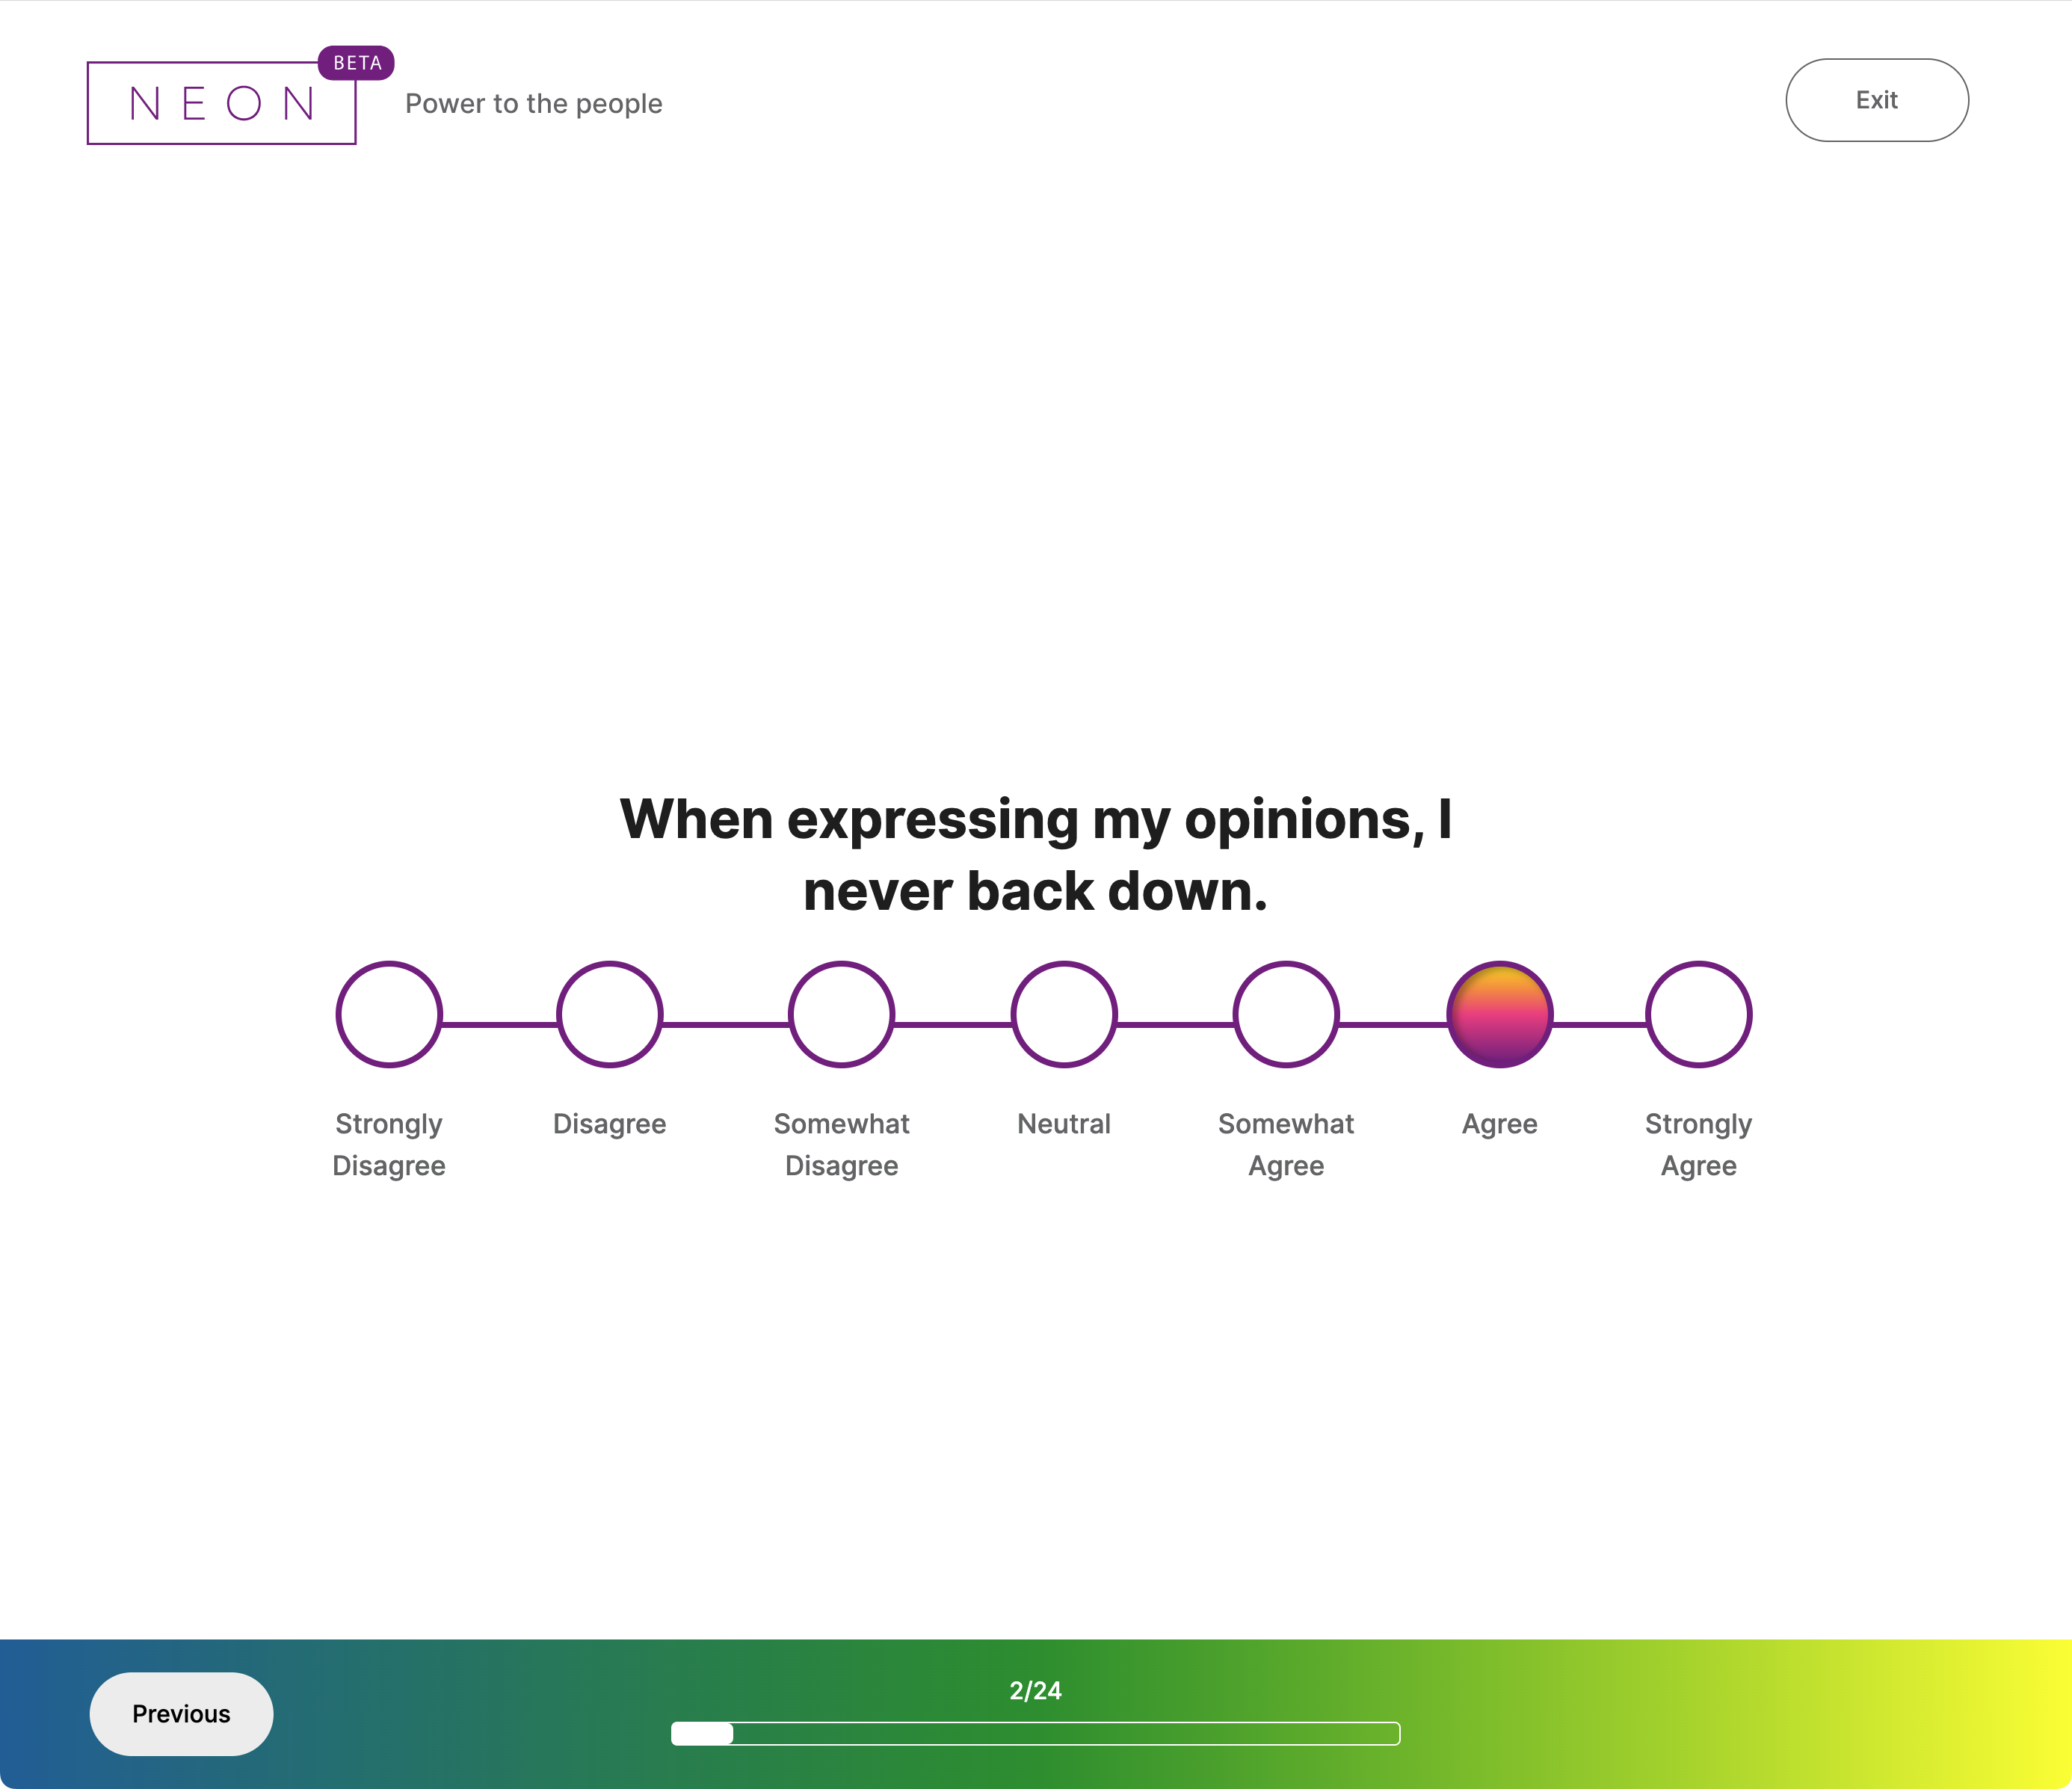 NEON
BETA
Power to the people
Exit
When expressing my opinions, I
never back down.
Strongly
Disagree
Disagree
Somewhat
Disagree
Neutral
Somewhat
Agree
Agree
Strongly
Agree
Previous
2/24